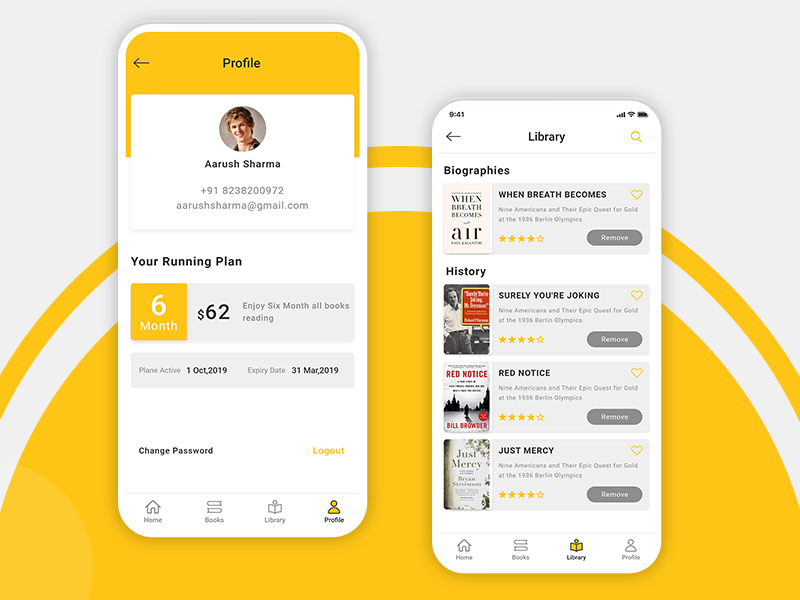 Profile
Aarush Sharma
+91 8238200972
aarushsharma@gmail.com
Your Running Plan
6
Month
$62
Enjoy Six Month all books
reading
Plane Active 1 Oct,2019 Expiry Date 31 Mar,2019
Change Password Logout
Home Books Library Profile
9:41
Library
Biographies
WHEN
BREATH
BECOMES
air
PAUL KALANITHI
WHEN BREATH BECOMES
Nine Americans and Their Epic Quest for Gold
at the 1936 Berlin Olympics
Remove
History
"Surely You're
Joking,
Mr. Feynman!"
Richard P. Feynman
SURELY YOU'RE JOKING
Nine Americans and Their Epic Quest for Gold
at the 1936 Berlin Olympics
Remove
RED NOTICE
BILL BROWDER
RED NOTICE
Nine Americans and Their Epic Quest for Gold
at the 1936 Berlin Olympics
Remove
Just
Mercy
Bryan
Stevenson
JUST MERCY
Nine Americans and Their Epic Quest for Gold
at the 1936 Berlin Olympics
Remove
Home Books Library Profile